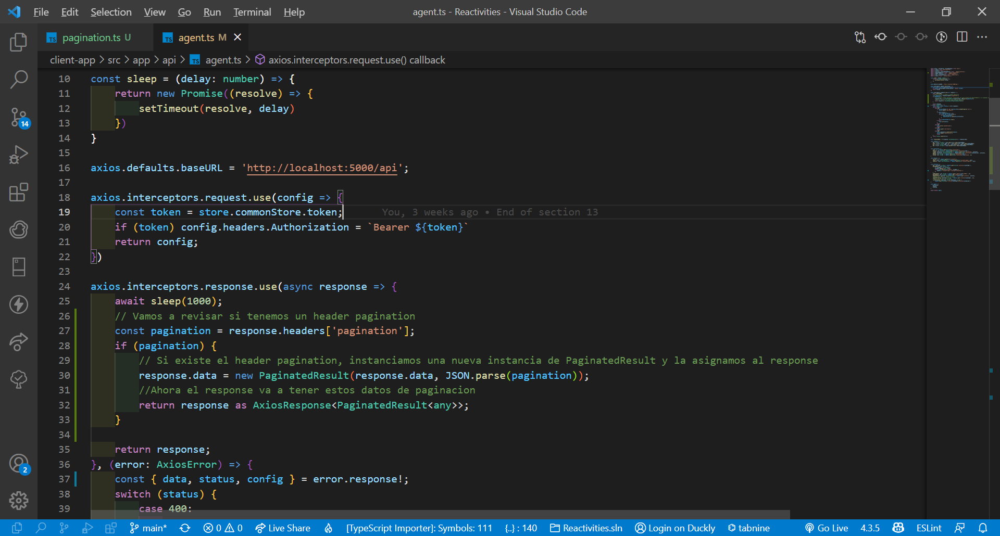 File Edit Selection View Go Run Terminal Help
agent.ts - Reactivities - Visual Studio Code
TS pagination.ts U
TS agent.ts M
client-app > src > app > api > TS agent.ts > axios.interceptors.request.use() callback
10 const sleep = (delay: number) => {
11 return new Promise((resolve) => {
12 setTimeout(resolve, delay)
13 })
14 }
15
16 axios.defaults.baseURL = 'http://localhost:5000/api';
17
18 axios.interceptors.request.use(config => {
19 const token = store.commonStore.token; You, 3 weeks ago • End of section 13
20 if (token) config.headers.Authorization = `Bearer ${token}`
21 return config;
22 })
23
24 axios.interceptors.response.use(async response => {
25 await sleep(1000);
26 // Vamos a revisar si tenemos un header pagination
27 const pagination = response.headers['pagination'];
28 if (pagination) {
29 // Si existe el header pagination, instanciamos una nueva instancia de PaginatedResult y la asignamos al response
30 response.data = new PaginatedResult(response.data, JSON.parse(pagination));
31 //Ahora el response va a tener estos datos de paginacion
32 return response as AxiosResponse<PaginatedResult<any>>;
33 }
34
35 return response;
36 }, (error: AxiosError) => {
37 const { data, status, config } = error.response!;
38 switch (status) {
39 case 400:
14
2
main* 0 0 Live Share [TypeScript Importer]: Symbols: 111 {..} : 140 Reactivities.sln Login on Duckly tabnine Go Live 4.3.5 ESLint